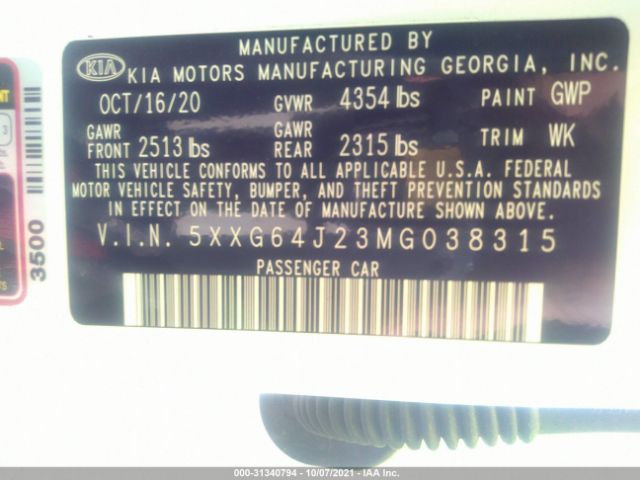 MANUFACTURED BY
KIA KIA MOTORS MANUFACTURING GEORGIA, INC.
OCT/16/20 GVWR 4354 lbs PAINT GWP
GAWR FRONT 2513 lbs GAWR REAR 2315 lbs TRIM WK
THIS VEHICLE CONFORMS TO ALL APPLICABLE U.S.A. FEDERAL
MOTOR VEHICLE SAFETY, BUMPER, AND THEFT PREVENTION STANDARDS
IN EFFECT ON THE DATE OF MANUFACTURE SHOWN ABOVE.
V.I.N. 5XXG64J23MG038315
PASSENGER CAR
3500
3
000-31340794 - 10/07/2021 - IAA Inc.